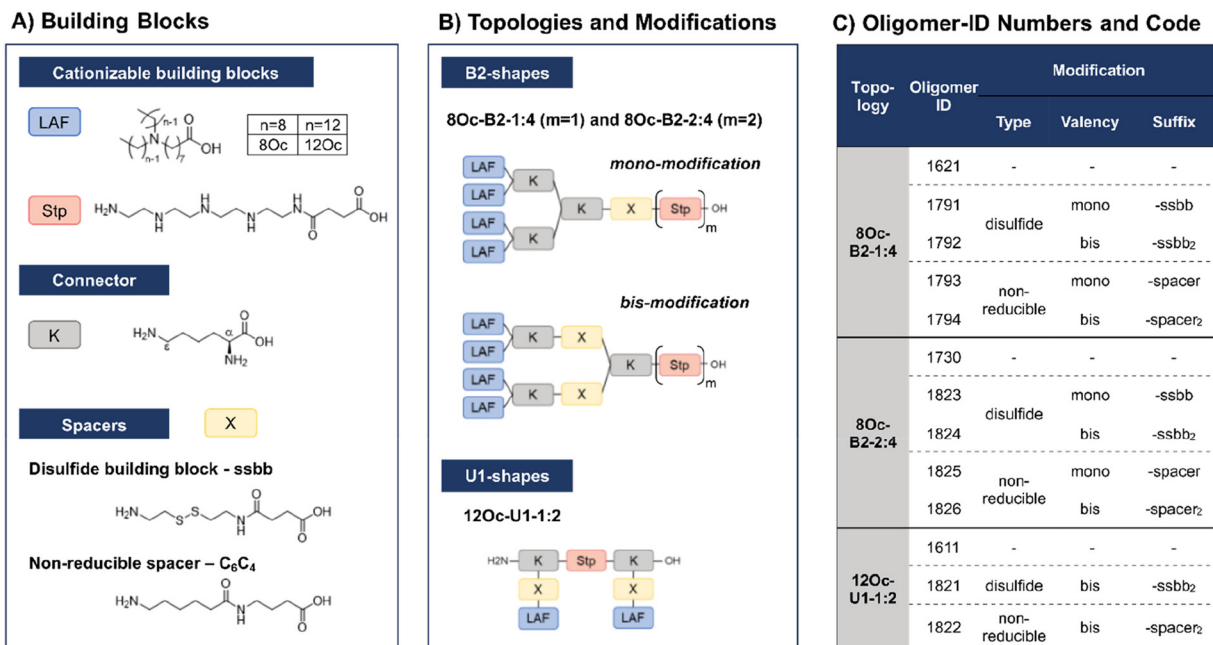 A) Building Blocks
Cationizable building blocks
LAF
n-1
N
n-1
7
O
OH
n=8 n=12
8Oc 12Oc
Stp
H₂N
N
H
H
N
N
H
H
N
O
O
OH
Connector
K
H₂N
ε
α
O
OH
NH₂
Spacers
X
Disulfide building block - ssbb
H₂N
S
S
N
H
O
O
OH
Non-reducible spacer – C₆C₄
H₂N
O
N
H
O
OH
B) Topologies and Modifications
B2-shapes
8Oc-B2-1:4 (m=1) and 8Oc-B2-2:4 (m=2)
mono-modification
LAF
LAF
K
LAF
LAF
K
K X Stp OH
m
bis-modification
LAF
LAF
K X
LAF
LAF
K X
K Stp OH
m
U1-shapes
12Oc-U1-1:2
H2N K Stp K OH
X X
LAF LAF
C) Oligomer-ID Numbers and Code
Topo-
logy
Oligomer
ID
Modification
Type Valency Suffix
8Oc-
B2-1:4
1621 - - -
1791 disulfide mono -ssbb
1792 bis -ssbb₂
1793 non-
reducible mono -spacer
1794 bis -spacer₂
8Oc-
B2-2:4
1730 - - -
1823 disulfide mono -ssbb
1824 bis -ssbb₂
1825 non-
reducible mono -spacer
1826 bis -spacer₂
12Oc-
U1-1:2
1611 - - -
1821 disulfide bis -ssbb₂
1822 non-
reducible bis -spacer₂